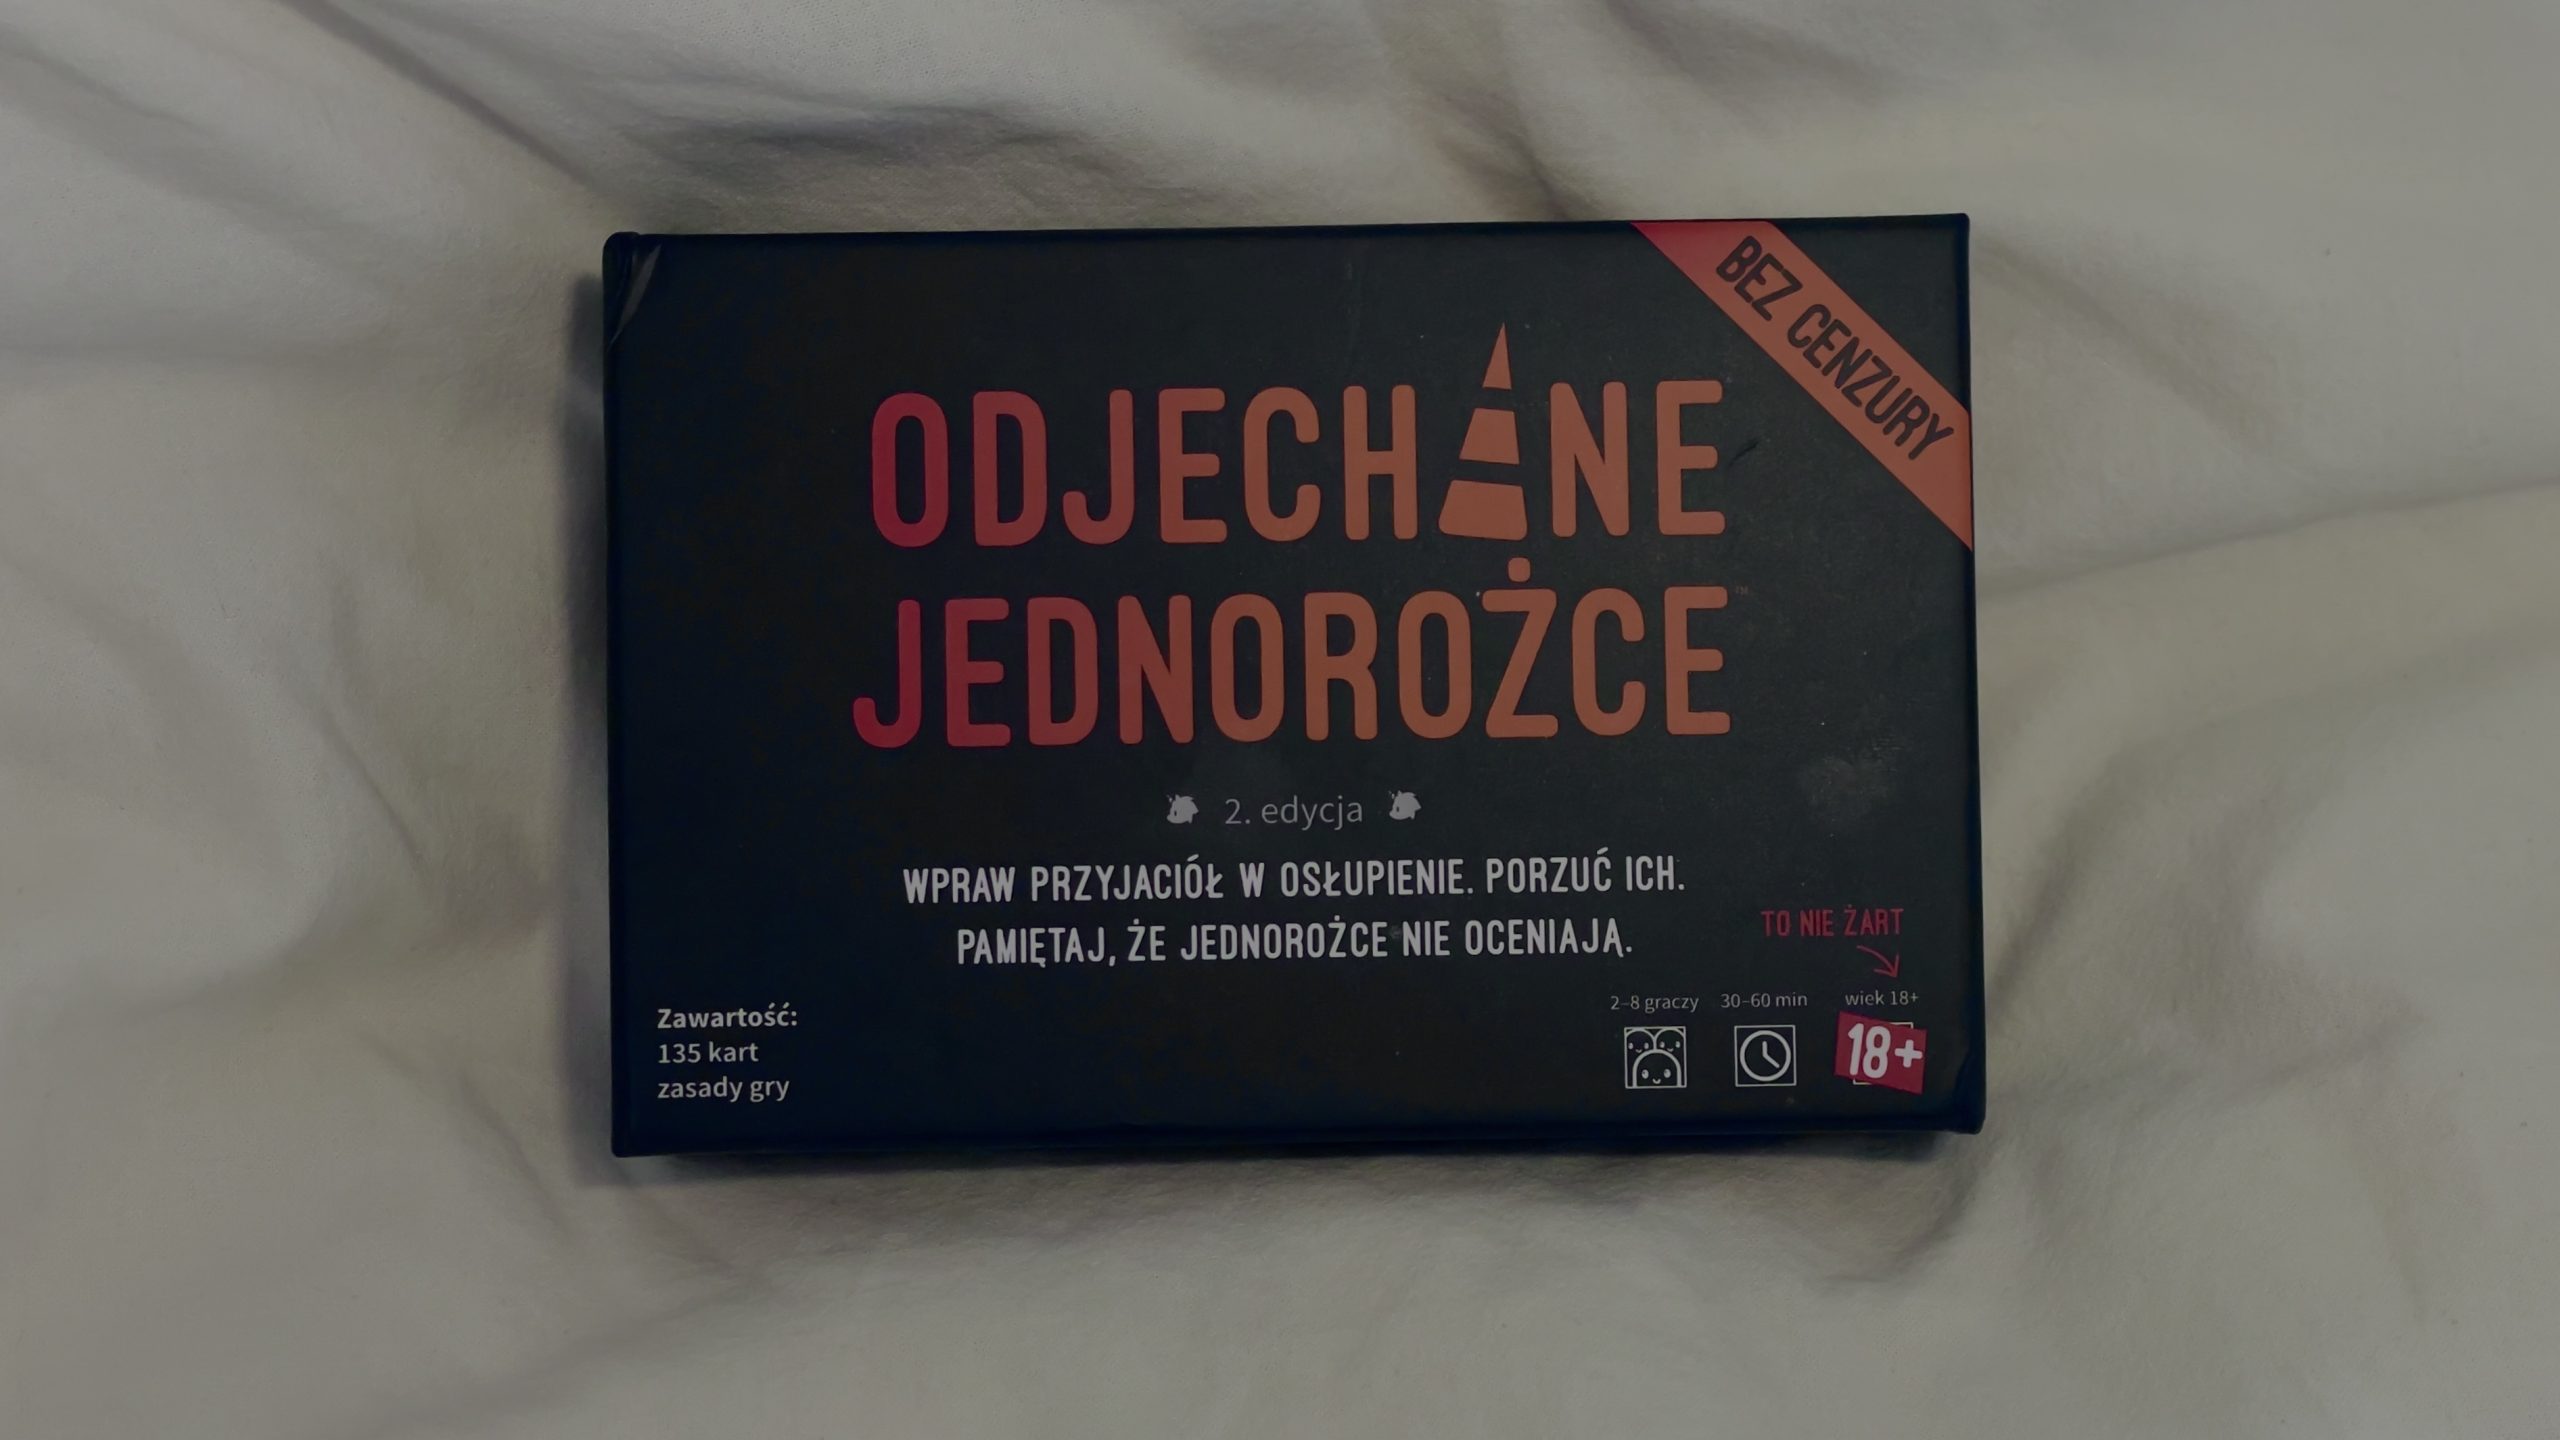 BEZ CENZURY
ODJECHANE
JEDNOROŻCE™
2. edycja
WPRAW PRZYJACIÓŁ W OSŁUPIENIE. PORZUĆ ICH.
PAMIĘTAJ, ŻE JEDNOROŻCE NIE OCENIAJĄ.
TO NIE ŻART
2–8 graczy 30–60 min wiek 18+
18+
Zawartość:
135 kart
zasady gry